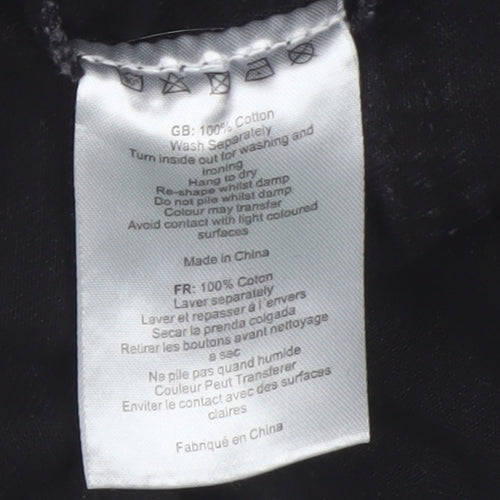 GB: 100% Cotton
Wash Separately
Turn inside out for washing and
ironing
Hang to dry
Re-shape whilst damp
Do not pile whilst damp
Colour may transfer
Avoid contact with light coloured
surfaces
Made in China
FR: 100% Coton
Laver separately
Laver et repasser à l'envers
Secar la prenda colgada
Retirer les boutons avant nettoyage
à sec
Ne pile pas quand humide
Couleur Peut Transferer
Enviter le contact avec des surfaces
claires
Fabriqué en China